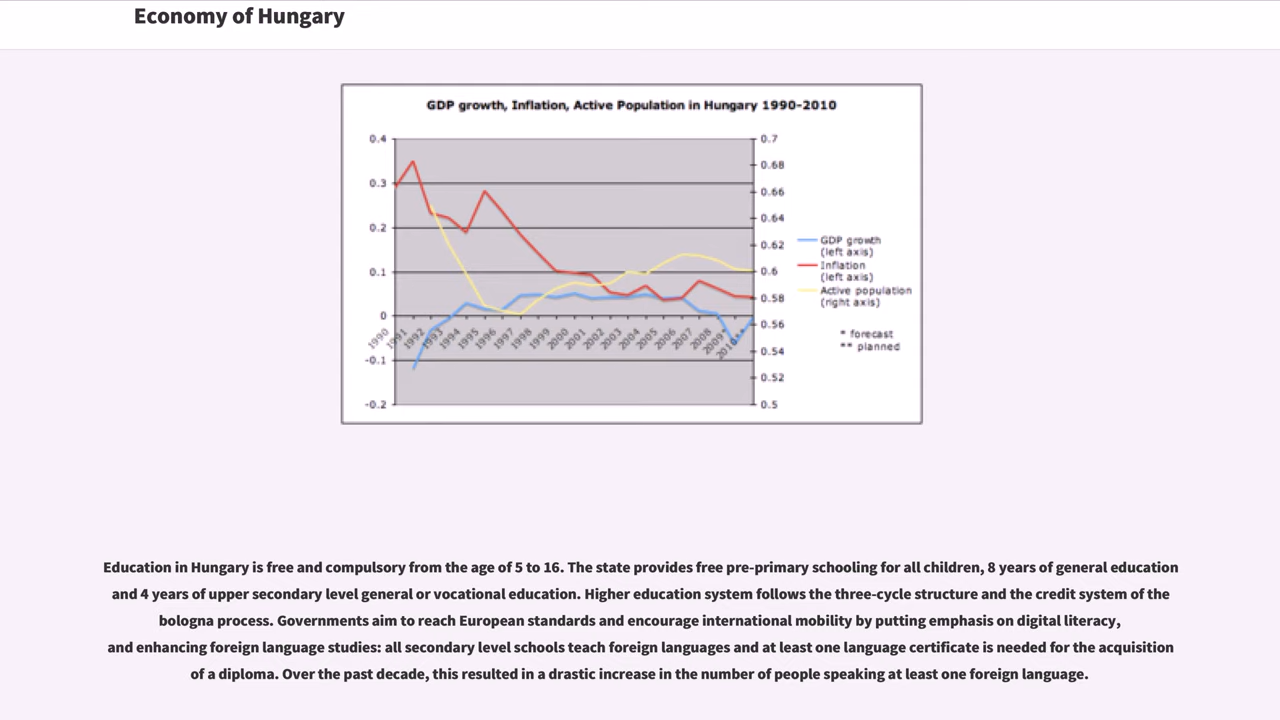 Economy of Hungary
GDP growth, Inflation, Active Population in Hungary 1990-2010
0.4
0.3
0.2
0.1
0
-0.1
-0.2
0.7
0.68
0.66
0.64
0.62
0.6
0.58
0.56
0.54
0.52
0.5
1990
1991
1992
1993
1994
1995
1996
1997
1998
1999
2000
2001
2002
2003
2004
2005
2006
2007
2008
2009*
2010**
GDP growth
(left axis)
Inflation
(left axis)
Active population
(right axis)
* forecast
** planned
Education in Hungary is free and compulsory from the age of 5 to 16. The state provides free pre-primary schooling for all children, 8 years of general education
and 4 years of upper secondary level general or vocational education. Higher education system follows the three-cycle structure and the credit system of the
bologna process. Governments aim to reach European standards and encourage international mobility by putting emphasis on digital literacy,
and enhancing foreign language studies: all secondary level schools teach foreign languages and at least one language certificate is needed for the acquisition
of a diploma. Over the past decade, this resulted in a drastic increase in the number of people speaking at least one foreign language.